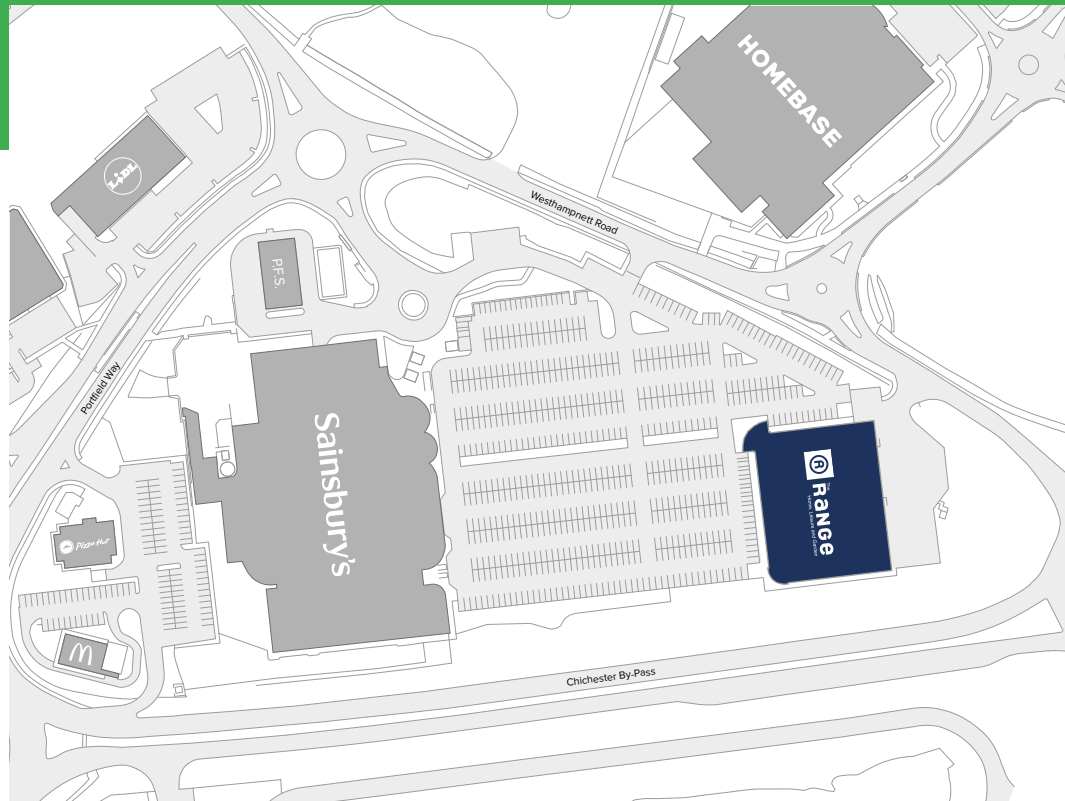 HOMEBASE
LiDL
Westhampnett Road
P.F.S.
Portfield Way
Sainsbury's
R
THE
RaNGe
Home, Leisure and Garden
Pizza Hut
M
Chichester By-Pass